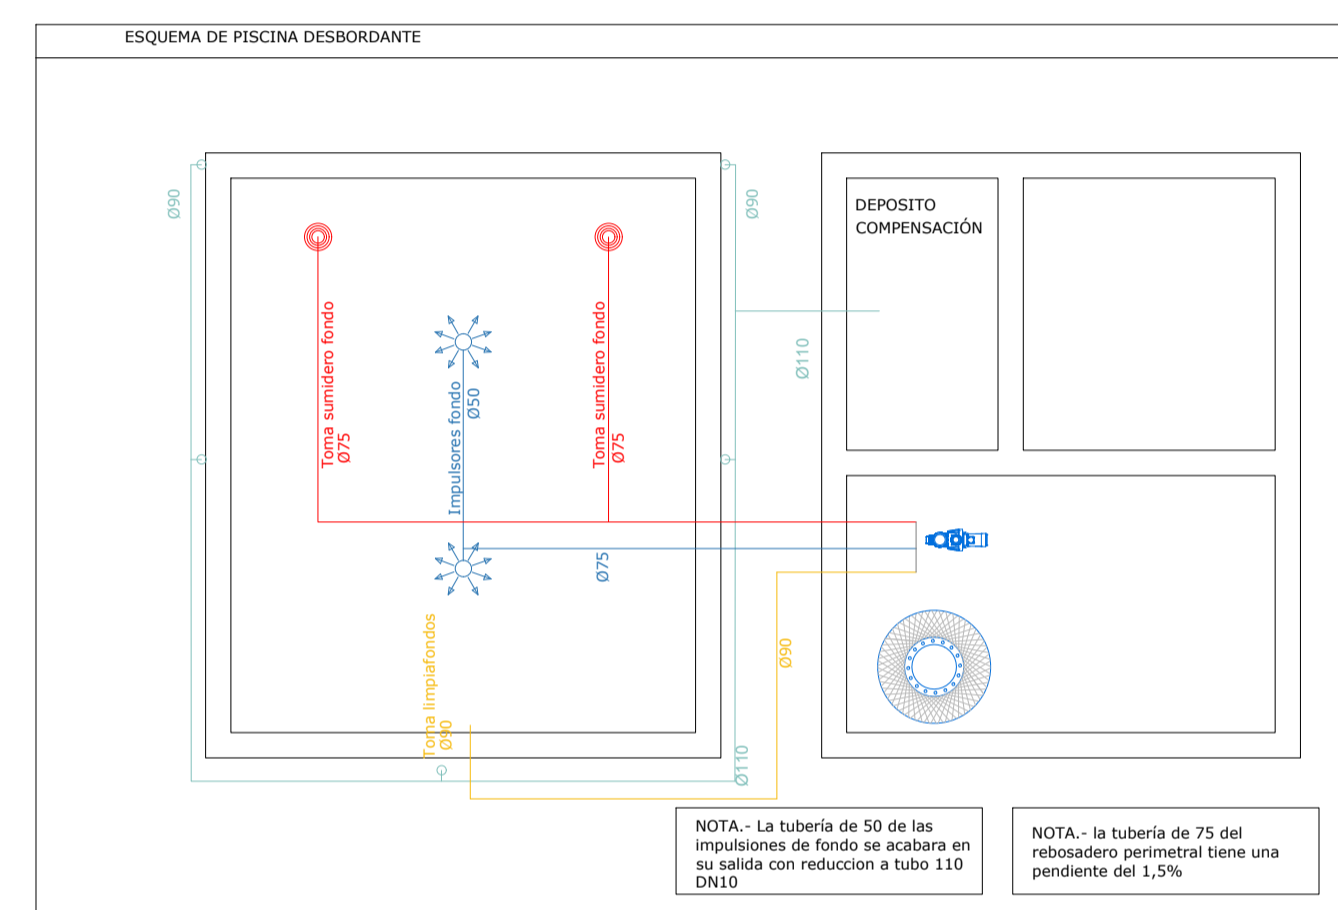 ESQUEMA DE PISCINA DESBORDANTE
Ø90
Ø90
DEPOSITO
COMPENSACIÓN
Toma sumidero fondo
Ø75
Impulsores fondo
Ø50
Toma sumidero fondo
Ø75
Ø110
Ø75
Toma limpiafondos
Ø90
Ø90
Ø110
NOTA.- La tubería de 50 de las
impulsiones de fondo se acabara en
su salida con reduccion a tubo 110
DN10
NOTA.- la tubería de 75 del
rebosadero perimetral tiene una
pendiente del 1,5%